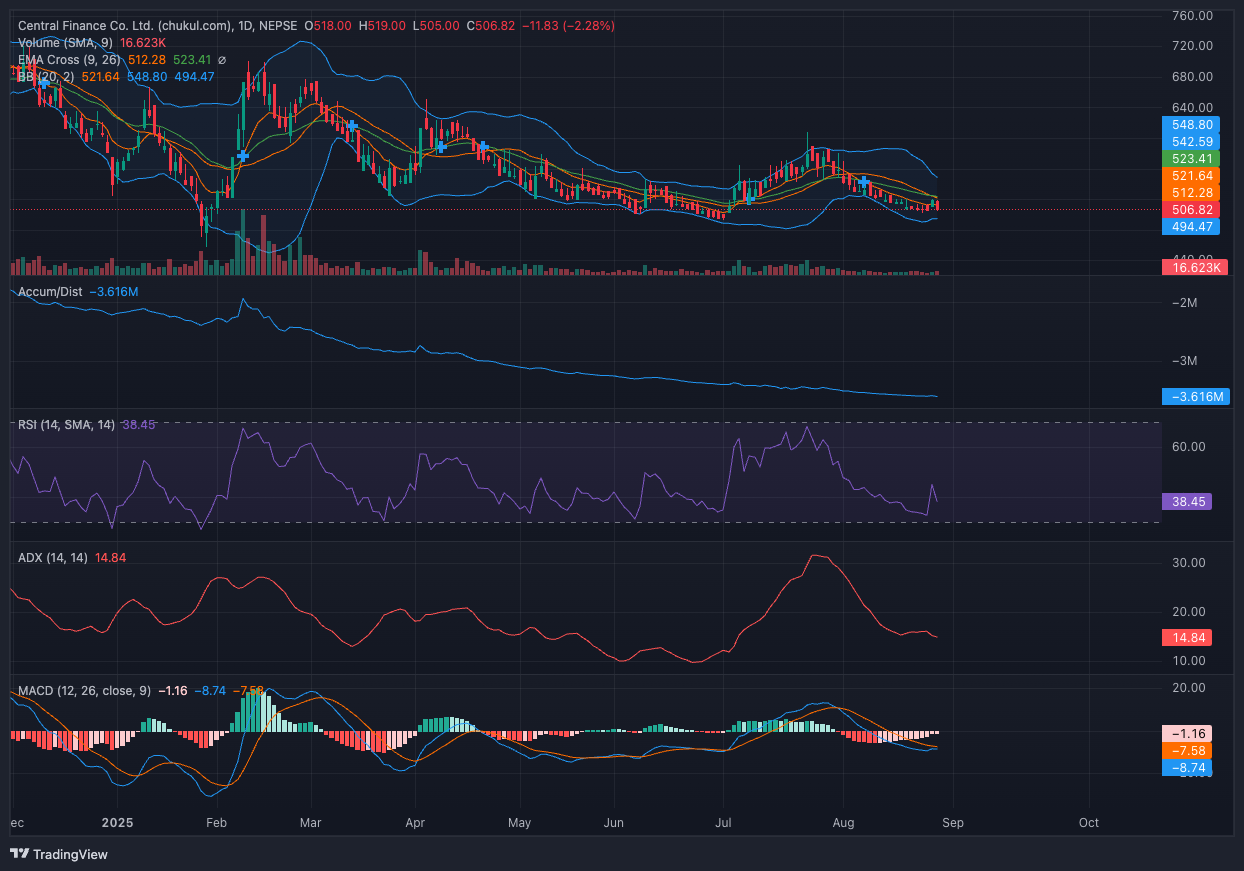 Central Finance Co. Ltd. (chukul.com), 1D, NEPSE O518.00 H519.00 L505.00 C506.82 −11.83 (−2.28%)
Volume (SMA, 9) 16.623K
EMA Cross (9, 26) 512.28 523.41 ∅
BB (20, 2) 521.64 548.80 494.47
760.00
720.00
680.00
640.00
548.80
542.59
523.41
521.64
512.28
506.82
494.47
440.00
16.623K
Accum/Dist −3.616M
−2M
−3M
−3.616M
RSI (14, SMA, 14) 38.45
60.00
38.45
ADX (14, 14) 14.84
30.00
20.00
14.84
10.00
MACD (12, 26, close, 9) −1.16 −8.74 −7.58
20.00
−1.16
−7.58
−8.74
ec 2025 Feb Mar Apr May Jun Jul Aug Sep Oct
TradingView